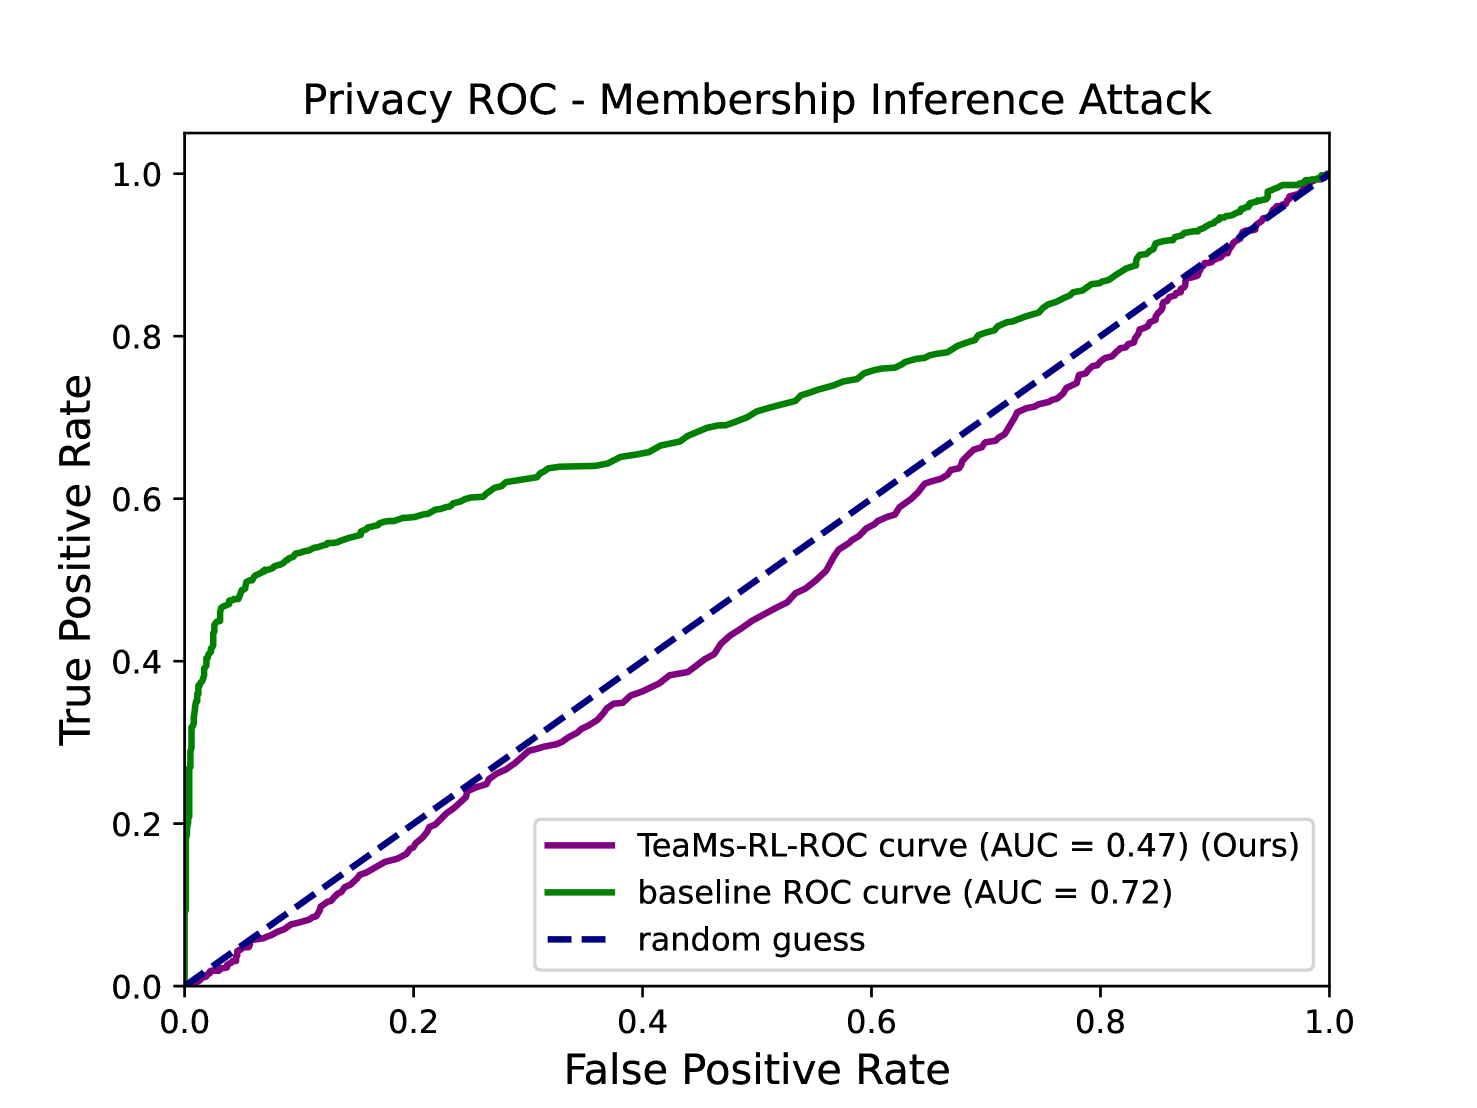 Privacy ROC - Membership Inference Attack
True Positive Rate
1.0
0.8
0.6
0.4
0.2
0.0
TeaMs-RL-ROC curve (AUC = 0.47) (Ours)
baseline ROC curve (AUC = 0.72)
random guess
0.0 0.2 0.4 0.6 0.8 1.0
False Positive Rate